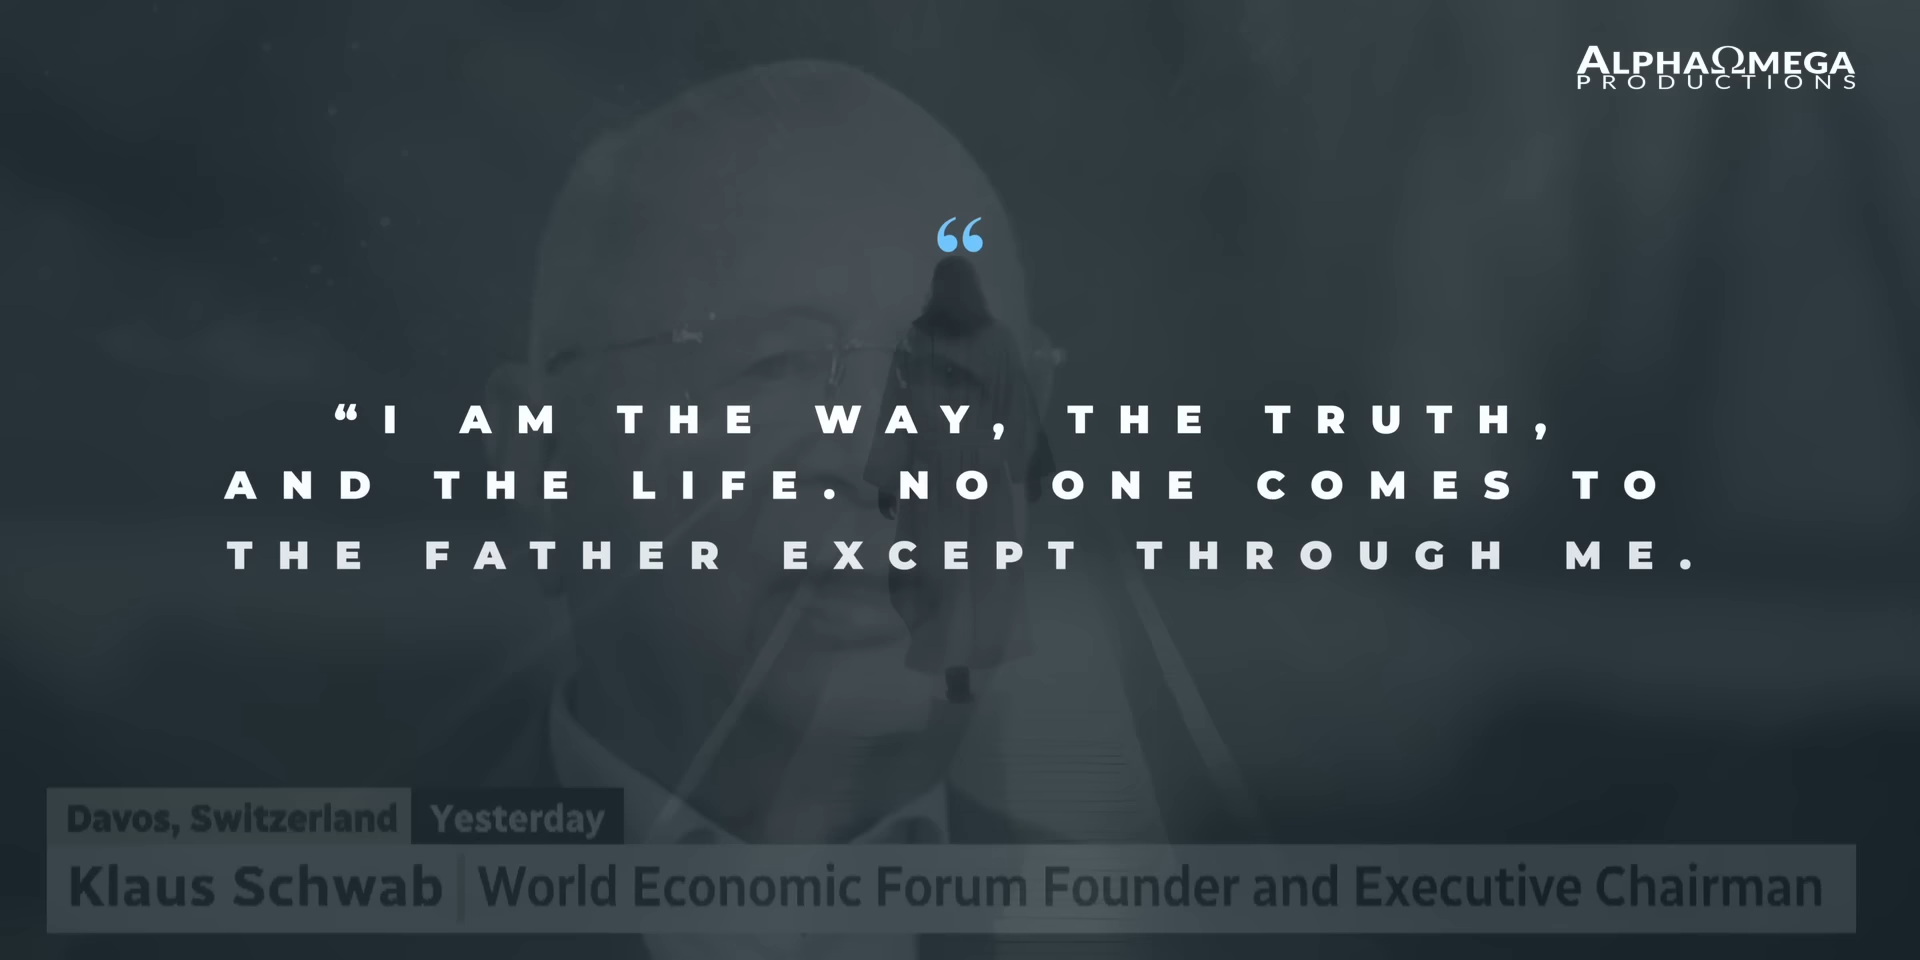 ALPHAΩMEGA
PRODUCTIONS
“
“I AM THE WAY, THE TRUTH,
AND THE LIFE. NO ONE COMES TO
THE FATHER EXCEPT THROUGH ME.
Davos, Switzerland Yesterday
Klaus Schwab | World Economic Forum Founder and Executive Chairman